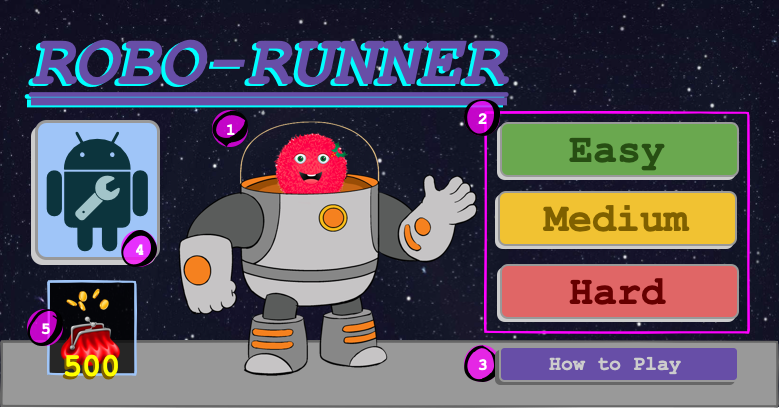 ROBO-RUNNER
1
2
Easy
Medium
4
Hard
5
500
3
How to Play